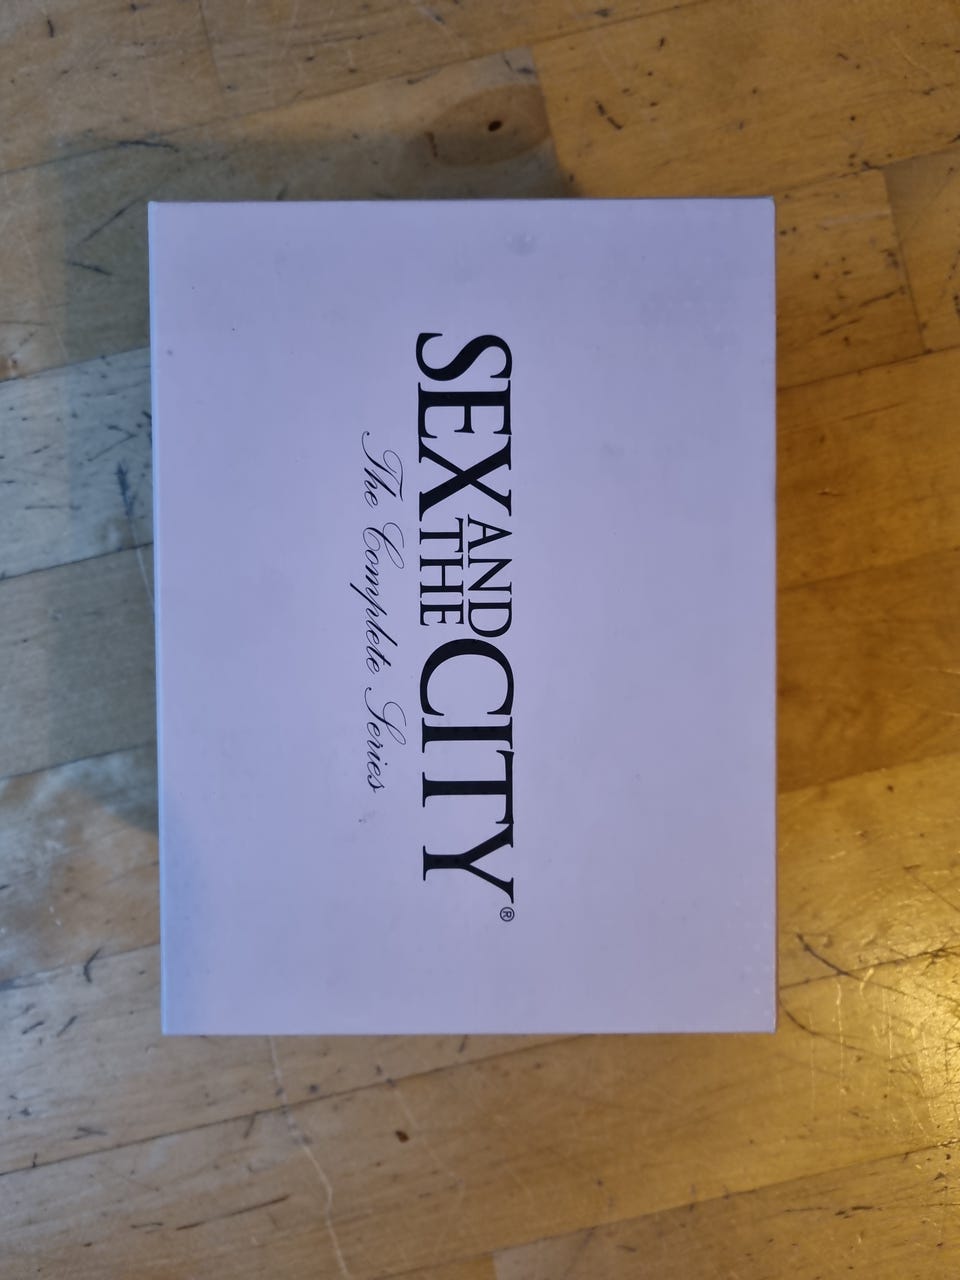 SEX AND THE CITY®
The Complete Series